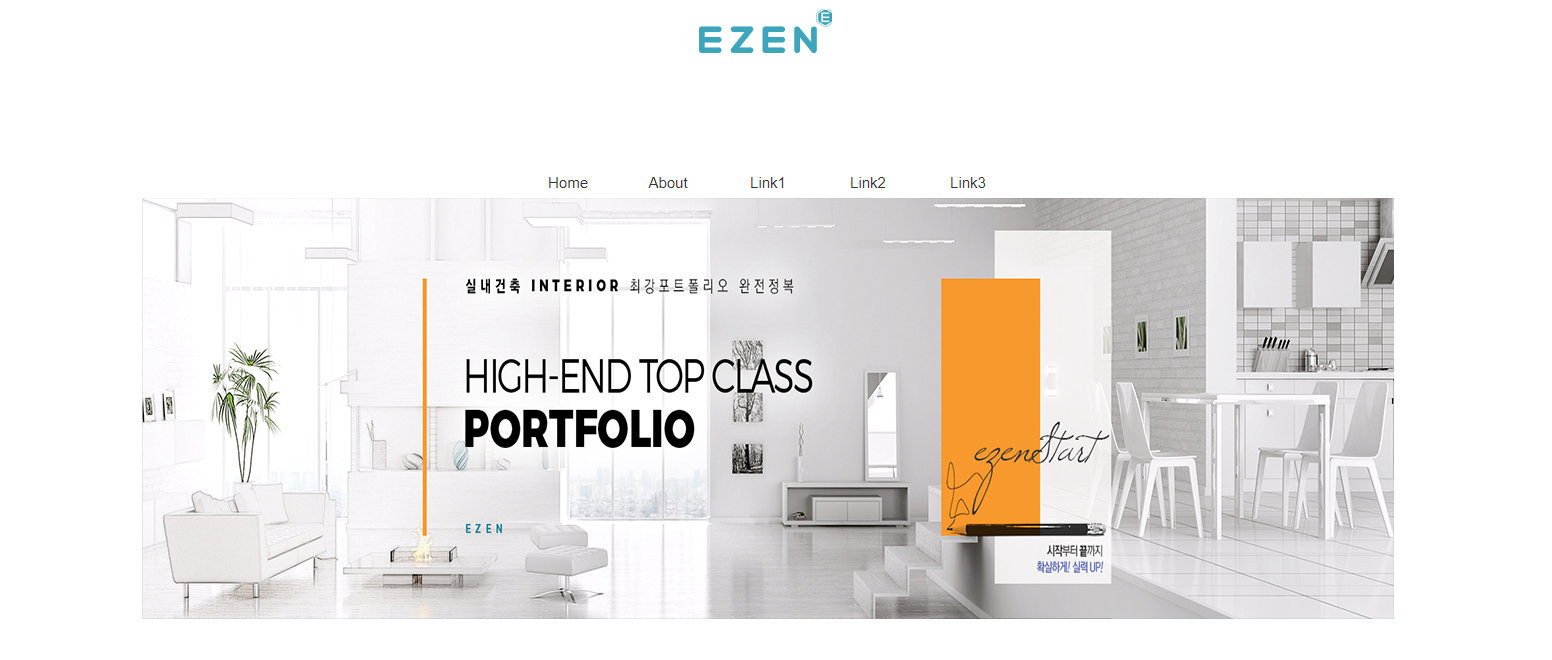 EZEN E
Home About Link1 Link2 Link3
실내건축 INTERIOR 최강포트폴리오 완전정복
HIGH-END TOP CLASS
PORTFOLIO
EZEN
ezenStart
시작부터 끝까지
확실하게! 실력 UP!